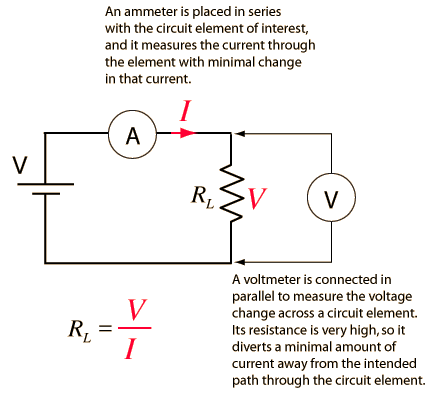 An ammeter is placed in series
with the circuit element of interest,
and it measures the current through
the element with minimal change
in that current.
I
A
V
R_L
V
V
A voltmeter is connected in
parallel to measure the voltage
change across a circuit element.
Its resistance is very high, so it
diverts a minimal amount of
current away from the intended
path through the circuit element.
R_L = V / I